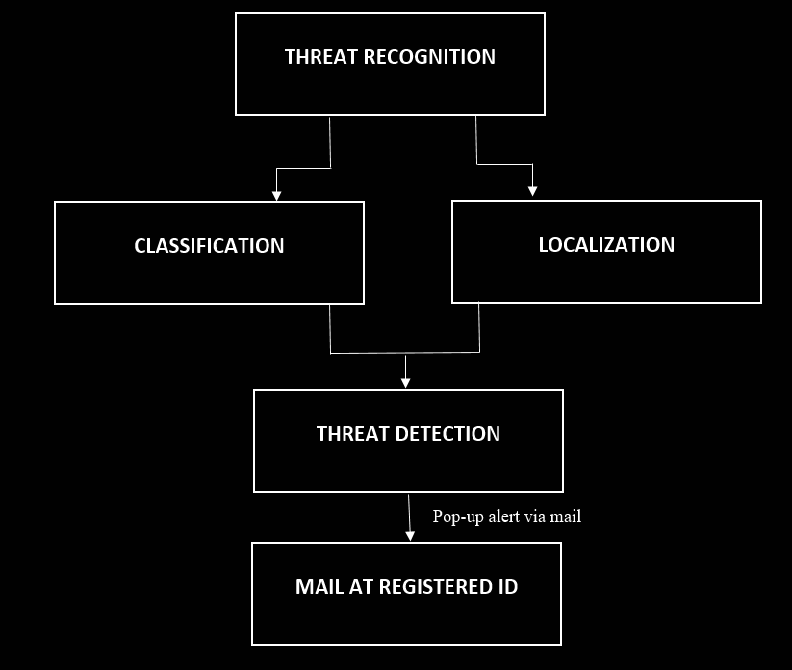 THREAT RECOGNITION
CLASSIFICATION
LOCALIZATION
THREAT DETECTION
Pop-up alert via mail
MAIL AT REGISTERED ID